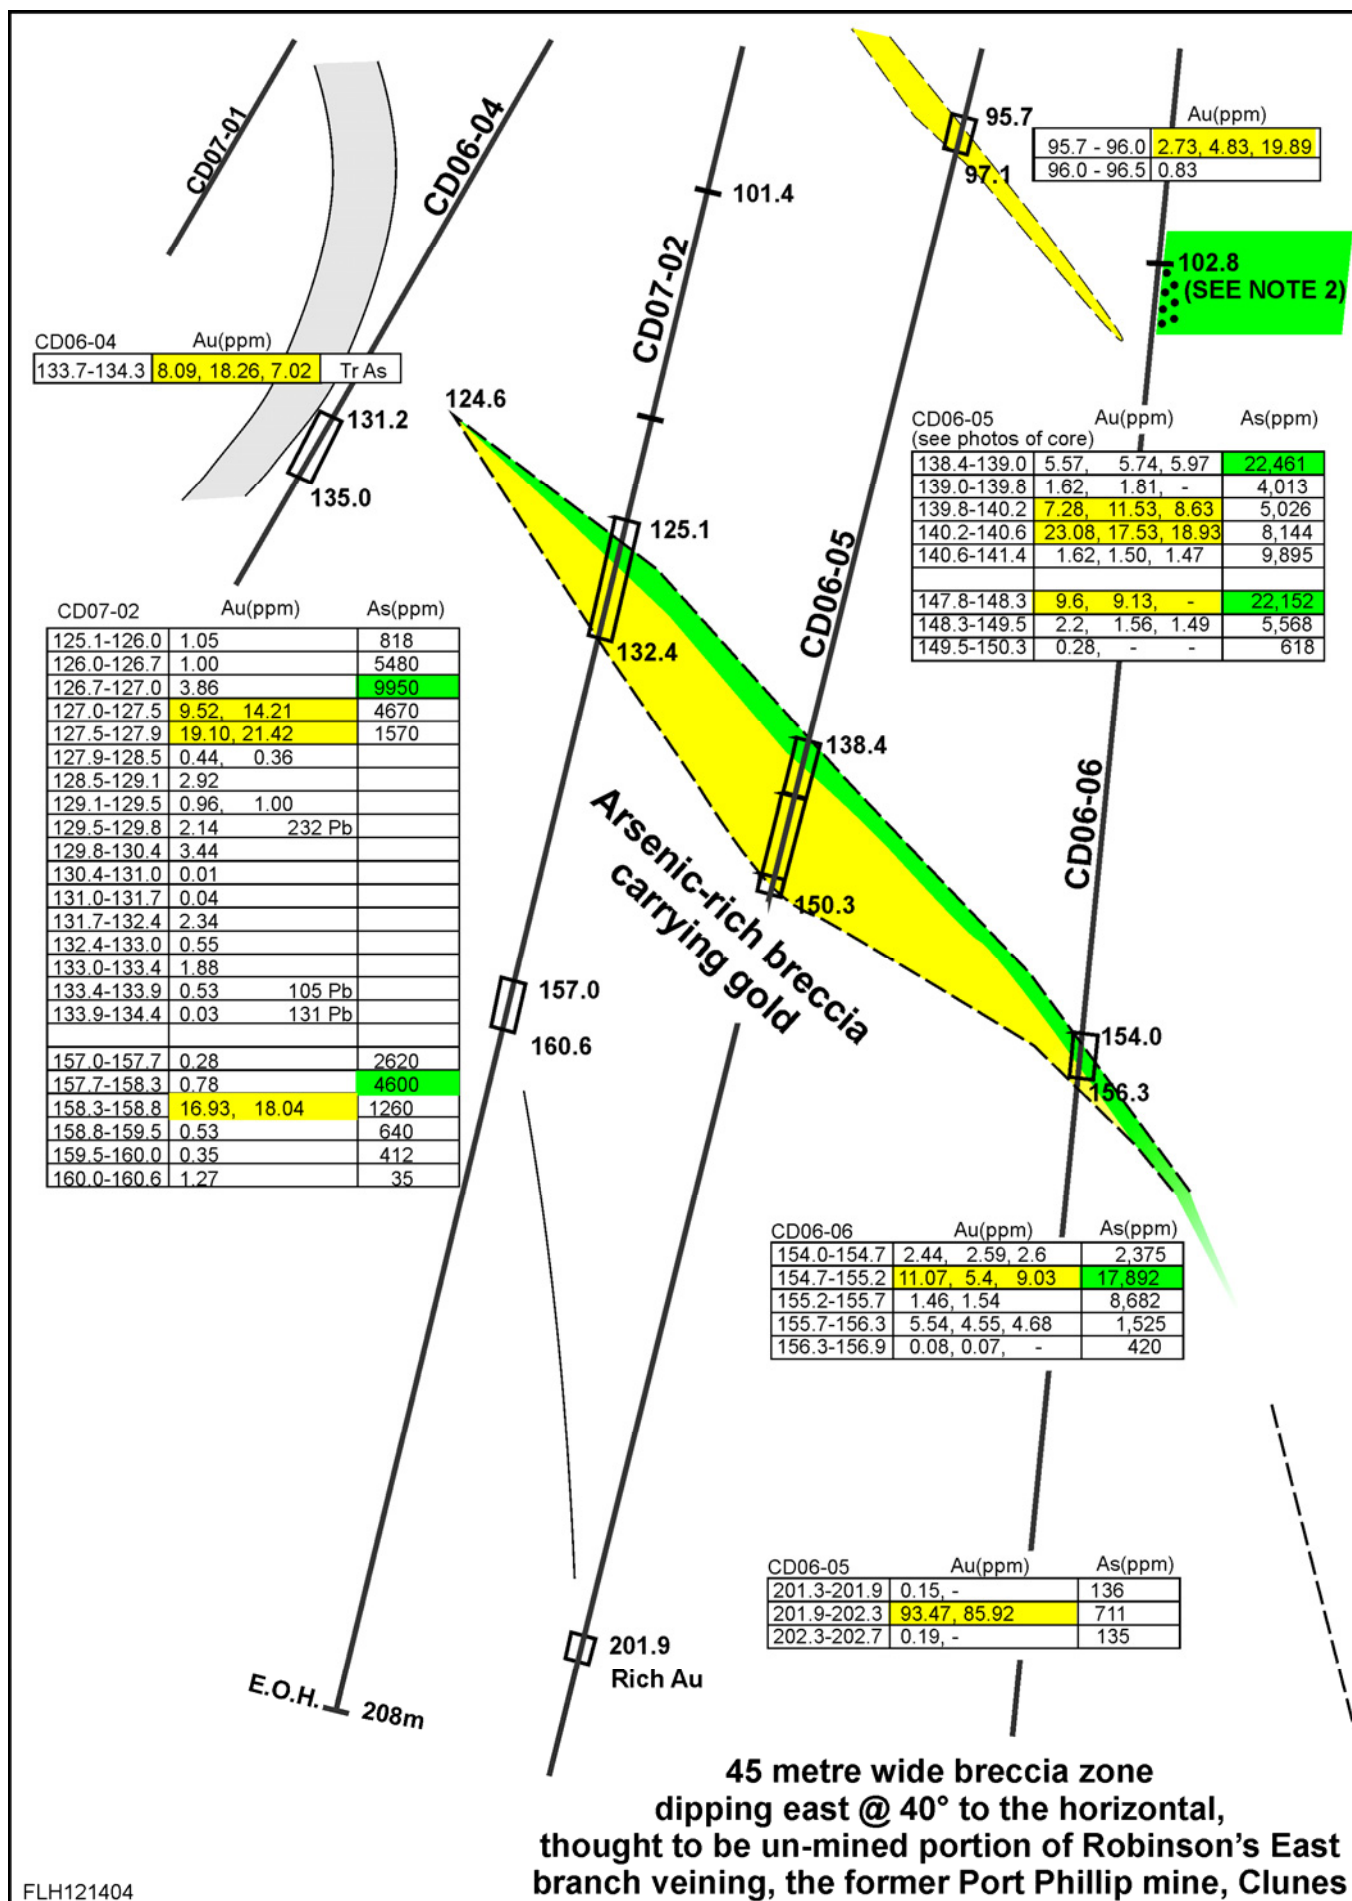 CD07-01
CD06-04
CD07-02
101.4
95.7
97.1
Au(ppm)
95.7 - 96.0 2.73, 4.83, 19.89
96.0 - 96.5 0.83
102.8
(SEE NOTE 2)
CD06-04 Au(ppm)
133.7-134.3 8.09, 18.26, 7.02 Tr As
131.2
135.0
124.6
125.1
132.4
CD06-05
138.4
150.3
CD06-05 Au(ppm) As(ppm)
(see photos of core)
138.4-139.0 5.57, 5.74, 5.97 22,461
139.0-139.8 1.62, 1.81, - 4,013
139.8-140.2 7.28, 11.53, 8.63 5,026
140.2-140.6 23.08, 17.53, 18.93 8,144
140.6-141.4 1.62, 1.50, 1.47 9,895
147.8-148.3 9.6, 9.13, - 22,152
148.3-149.5 2.2, 1.56, 1.49 5,568
149.5-150.3 0.28, - - 618
CD07-02 Au(ppm) As(ppm)
125.1-126.0 1.05 818
126.0-126.7 1.00 5480
126.7-127.0 3.86 9950
127.0-127.5 9.52, 14.21 4670
127.5-127.9 19.10, 21.42 1570
127.9-128.5 0.44, 0.36
128.5-129.1 2.92
129.1-129.5 0.96, 1.00
129.5-129.8 2.14 232 Pb
129.8-130.4 3.44
130.4-131.0 0.01
131.0-131.7 0.04
131.7-132.4 2.34
132.4-133.0 0.55
133.0-133.4 1.88
133.4-133.9 0.53 105 Pb
133.9-134.4 0.03 131 Pb
157.0-157.7 0.28 2620
157.7-158.3 0.78 4600
158.3-158.8 16.93, 18.04 1260
158.8-159.5 0.53 640
159.5-160.0 0.35 412
160.0-160.6 1.27 35
Arsenic-rich breccia
carrying gold
CD06-06
157.0
160.6
154.0
156.3
CD06-06 Au(ppm) As(ppm)
154.0-154.7 2.44, 2.59, 2.6 2,375
154.7-155.2 11.07, 5.4, 9.03 17,892
155.2-155.7 1.46, 1.54 8,682
155.7-156.3 5.54, 4.55, 4.68 1,525
156.3-156.9 0.08, 0.07, - 420
CD06-05 Au(ppm) As(ppm)
201.3-201.9 0.15, - 136
201.9-202.3 93.47, 85.92 711
202.3-202.7 0.19, - 135
201.9
Rich Au
E.O.H. 208m
45 metre wide breccia zone
dipping east @ 40° to the horizontal,
thought to be un-mined portion of Robinson's East
branch veining, the former Port Phillip mine, Clunes
FLH121404